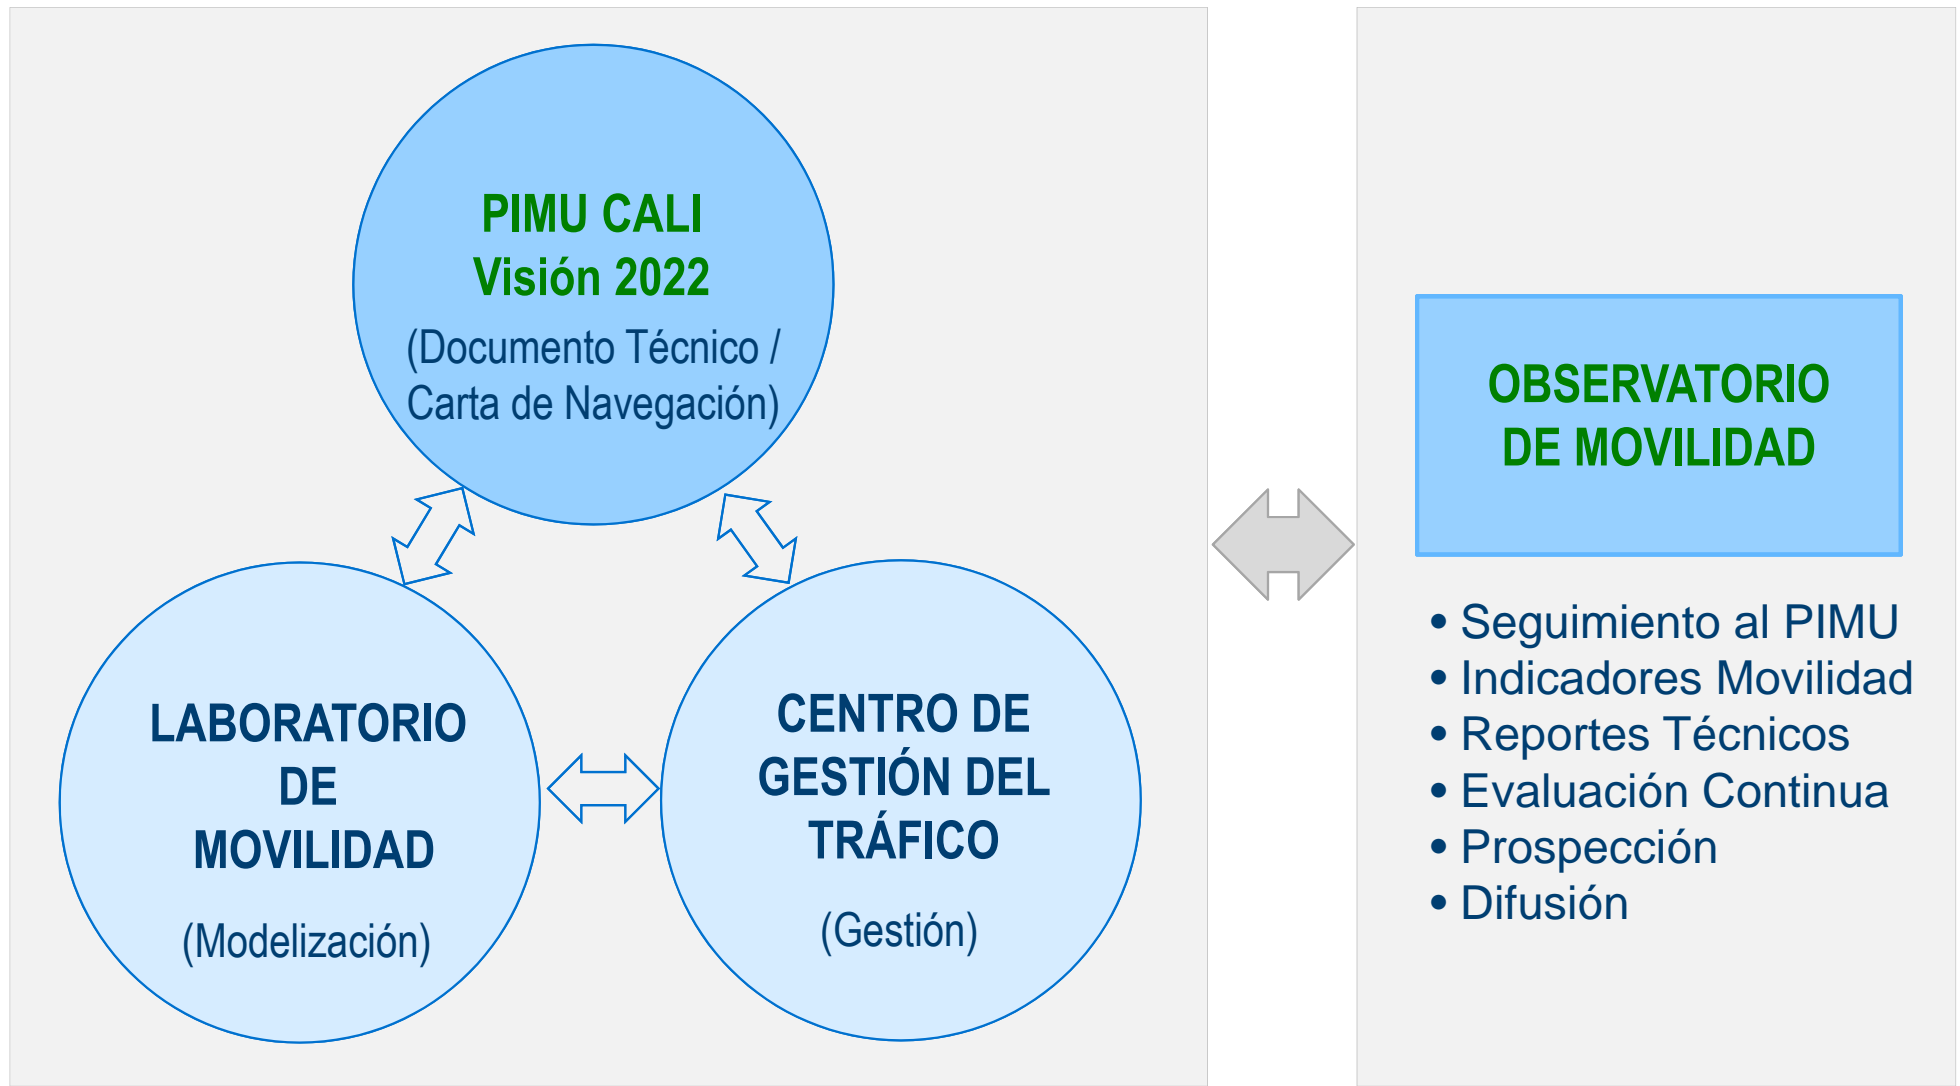 PIMU CALI
Visión 2022
(Documento Técnico /
Carta de Navegación)
LABORATORIO
DE
MOVILIDAD
(Modelización)
CENTRO DE
GESTIÓN DEL
TRÁFICO
(Gestión)
OBSERVATORIO
DE MOVILIDAD
• Seguimiento al PIMU
• Indicadores Movilidad
• Reportes Técnicos
• Evaluación Continua
• Prospección
• Difusión